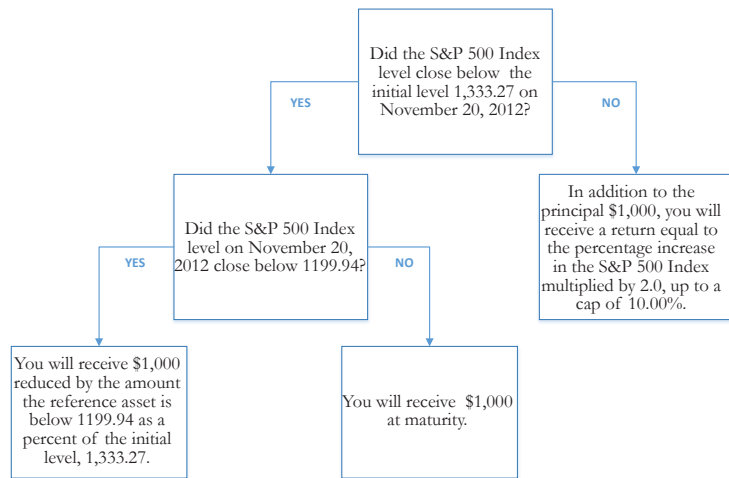 Did the S&P 500 Index
level close below the
initial level 1,333.27 on
November 20, 2012?
YES
NO
Did the S&P 500 Index
level on November 20,
2012 close below 1199.94?
In addition to the
principal $1,000, you will
receive a return equal to
the percentage increase
in the S&P 500 Index
multiplied by 2.0, up to a
cap of 10.00%.
YES
NO
You will receive $1,000
reduced by the amount
the reference asset is
below 1199.94 as a
percent of the initial
level, 1,333.27.
You will receive $1,000
at maturity.